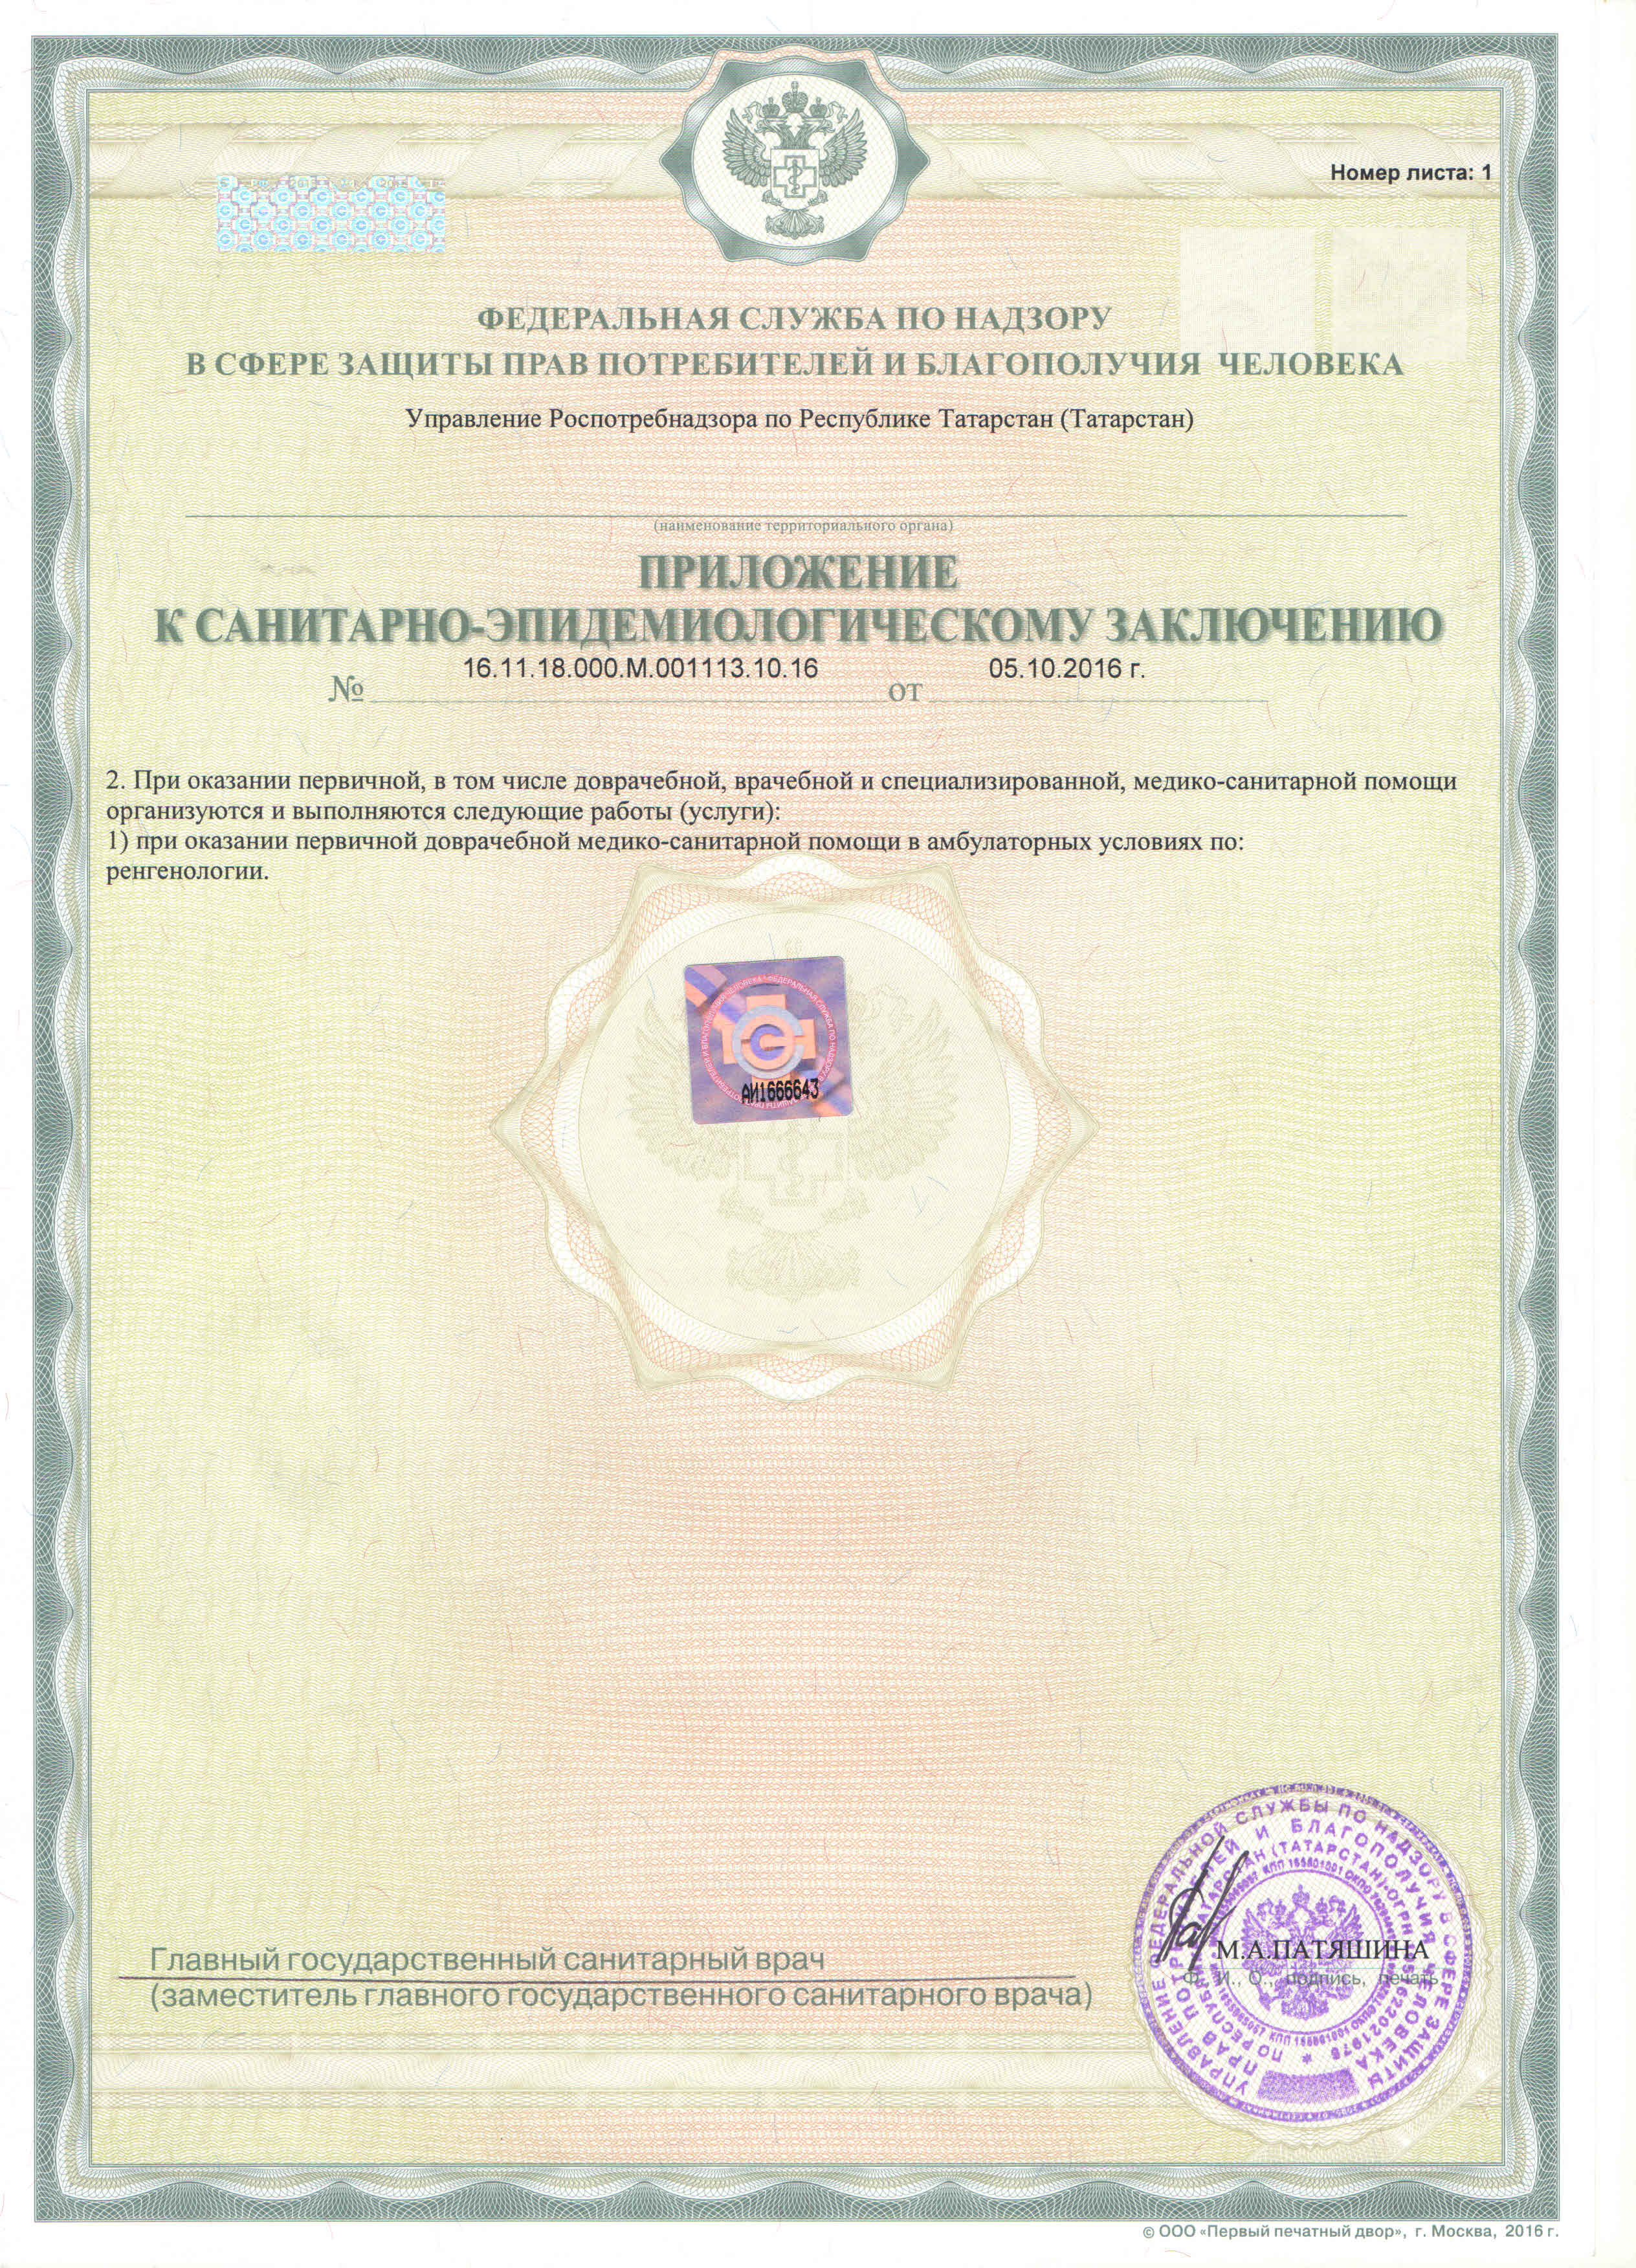 Номер листа: 1
ФЕДЕРАЛЬНАЯ СЛУЖБА ПО НАДЗОРУ
В СФЕРЕ ЗАЩИТЫ ПРАВ ПОТРЕБИТЕЛЕЙ И БЛАГОПОЛУЧИЯ ЧЕЛОВЕКА
Управление Роспотребнадзора по Республике Татарстан (Татарстан)
(наименование территориального органа)
ПРИЛОЖЕНИЕ
К САНИТАРНО-ЭПИДЕМИОЛОГИЧЕСКОМУ ЗАКЛЮЧЕНИЮ
№ 16.11.18.000.М.001113.10.16 от 05.10.2016 г.
2. При оказании первичной, в том числе доврачебной, врачебной и специализированной, медико-санитарной помощи
организуются и выполняются следующие работы (услуги):
1) при оказании первичной доврачебной медико-санитарной помощи в амбулаторных условиях по:
ренгенологии.
АИ1666643
Главный государственный санитарный врач
(заместитель главного государственного санитарного врача)
М.А.ПАТЯШИНА
Ф. И., О., подпись, печать
УПРАВЛЕНИЕ ФЕДЕРАЛЬНОЙ СЛУЖБЫ ПО НАДЗОРУ В СФЕРЕ ЗАЩИТЫ
ПРАВ ПОТРЕБИТЕЛЕЙ И БЛАГОПОЛУЧИЯ ЧЕЛОВЕКА
© ООО «Первый печатный двор», г. Москва, 2016 г.